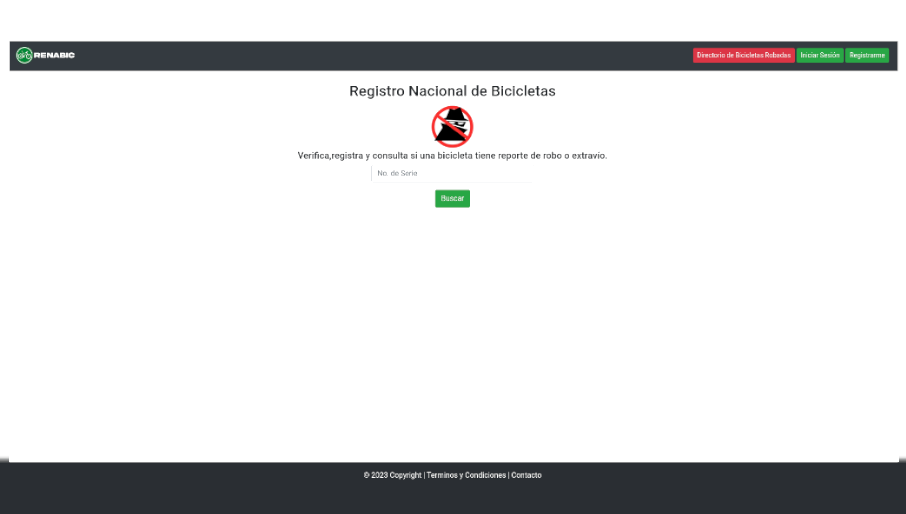 RENABIC
Directorio de Bicicletas Robadas Iniciar Sesión Registrarme
Registro Nacional de Bicicletas
Verifica,registra y consulta si una bicicleta tiene reporte de robo o extravio.
No. de Serie
Buscar
© 2023 Copyright | Terminos y Condiciones | Contacto